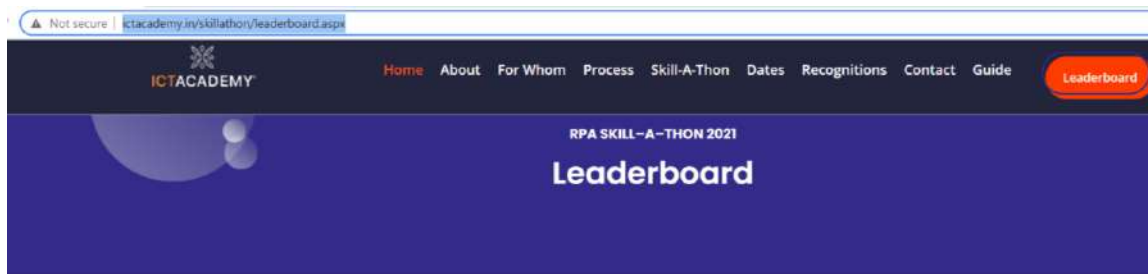 Not secure | ictacademy.in/skillathon/leaderboard.aspx
ICTACADEMY
Home About For Whom Process Skill-A-Thon Dates Recognitions Contact Guide Leaderboard
RPA SKILL-A-THON 2021
Leaderboard